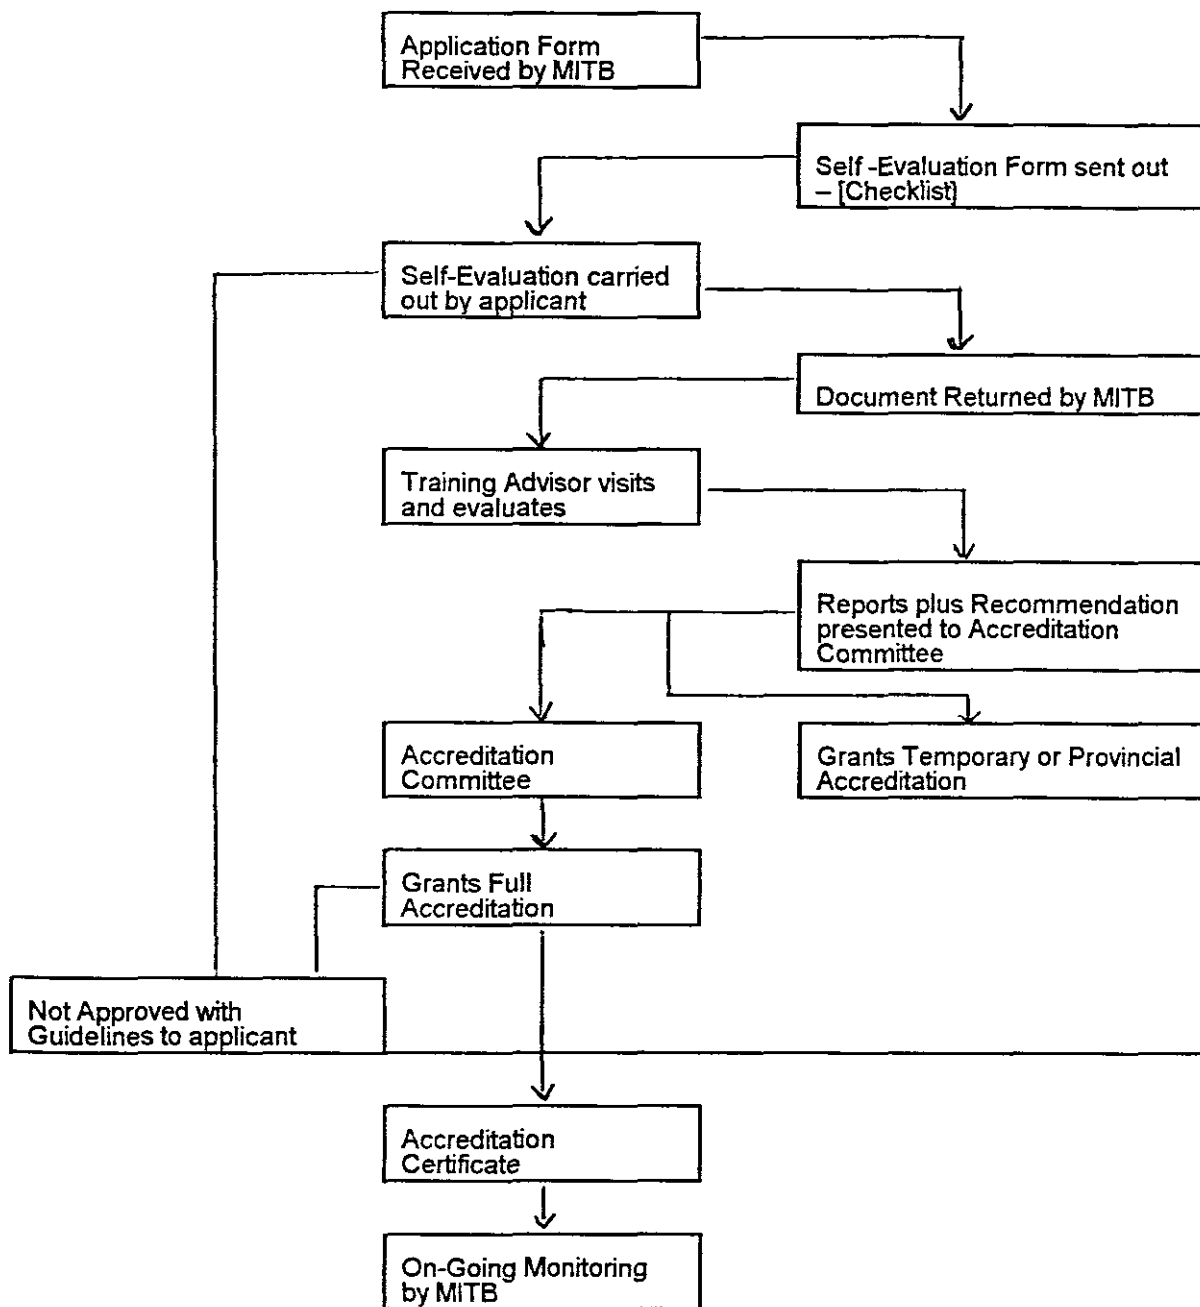 Application Form
Received by MITB
Self -Evaluation Form sent out
– [Checklist]
Self-Evaluation carried
out by applicant
Document Returned by MITB
Training Advisor visits
and evaluates
Reports plus Recommendation
presented to Accreditation
Committee
Accreditation
Committee
Grants Temporary or Provincial
Accreditation
Grants Full
Accreditation
Not Approved with
Guidelines to applicant
Accreditation
Certificate
On-Going Monitoring
by MITB